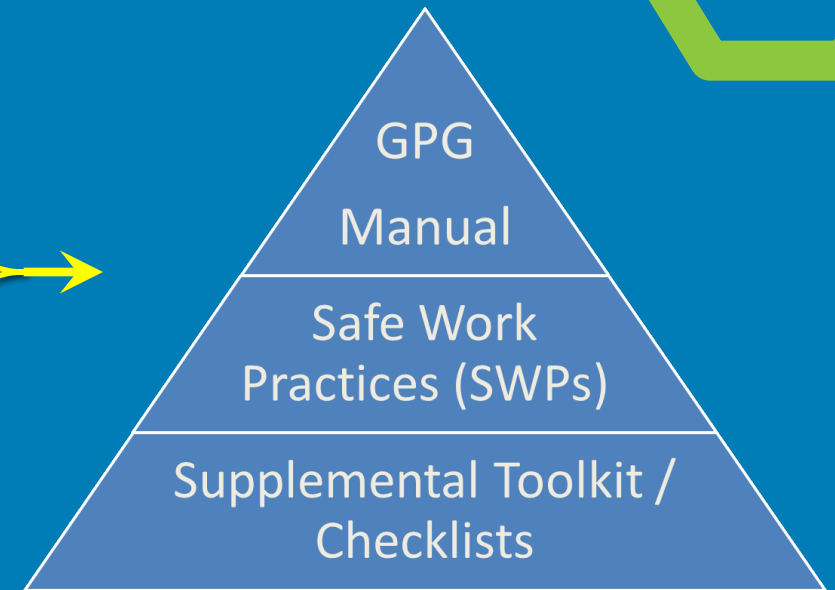 GPG
Manual
Safe Work
Practices (SWPs)
Supplemental Toolkit /
Checklists